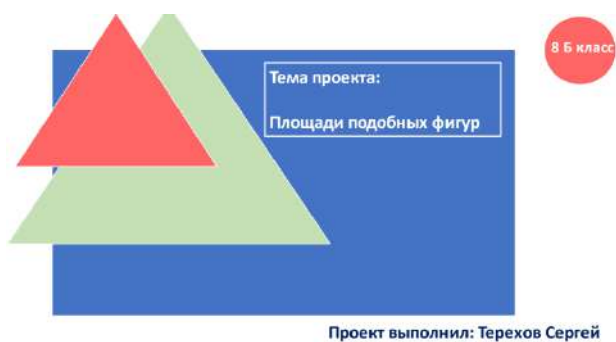 8 Б класс
Тема проекта:
Площади подобных фигур
Проект выполнил: Терехов Сергей